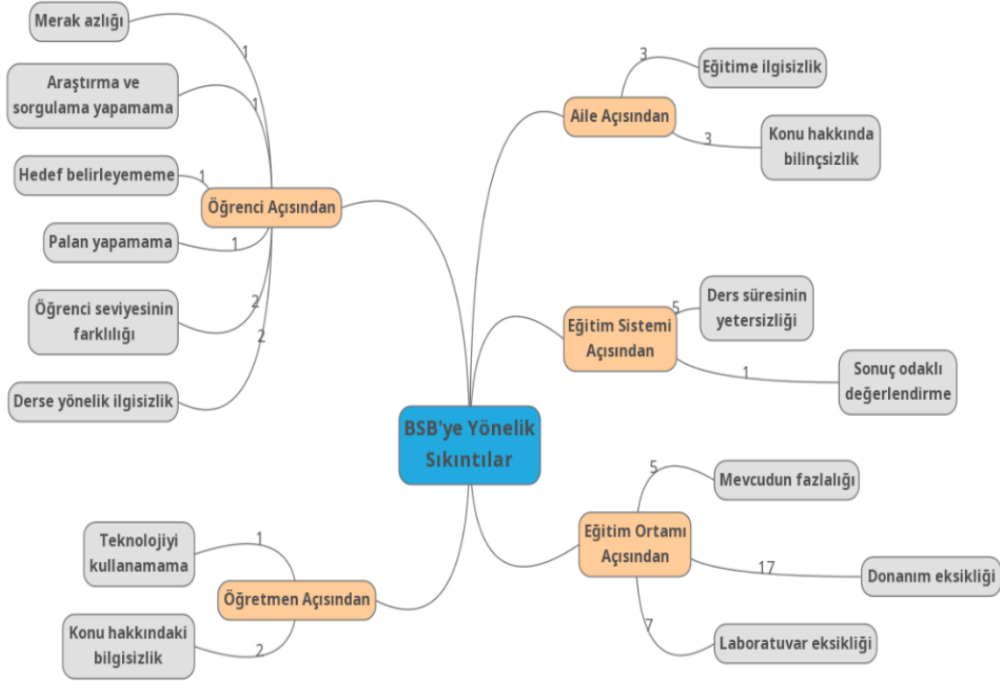 Merak azlığı
1
Araştırma ve
sorgulama yapamama
1
Hedef belirleyememe
1
Öğrenci Açısından
Palan yapamama
1
Öğrenci seviyesinin
farklılığı
2
Derse yönelik ilgisizlik
2
Aile Açısından
3
Eğitime ilgisizlik
3
Konu hakkında
bilinçsizlik
Eğitim Sistemi
Açısından
5
Ders süresinin
yetersizliği
1
Sonuç odaklı
değerlendirme
BSB'ye Yönelik
Sıkıntılar
Eğitim Ortamı
Açısından
5
Mevcudun fazlalığı
17
Donanım eksikliği
7
Laboratuvar eksikliği
Teknolojiyi
kullanamama
1
Öğretmen Açısından
Konu hakkındaki
bilgisizlik
2